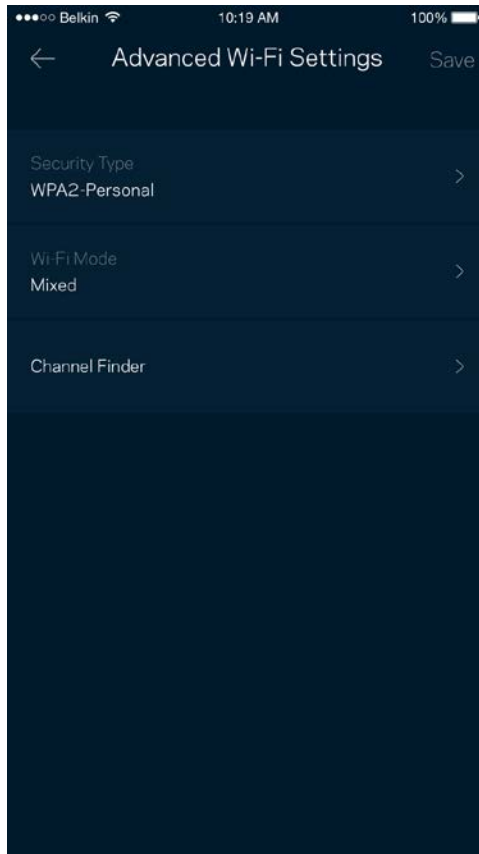 Belkin 10:19 AM 100%
Advanced Wi-Fi Settings Save
Security Type
WPA2-Personal
Wi-Fi Mode
Mixed
Channel Finder